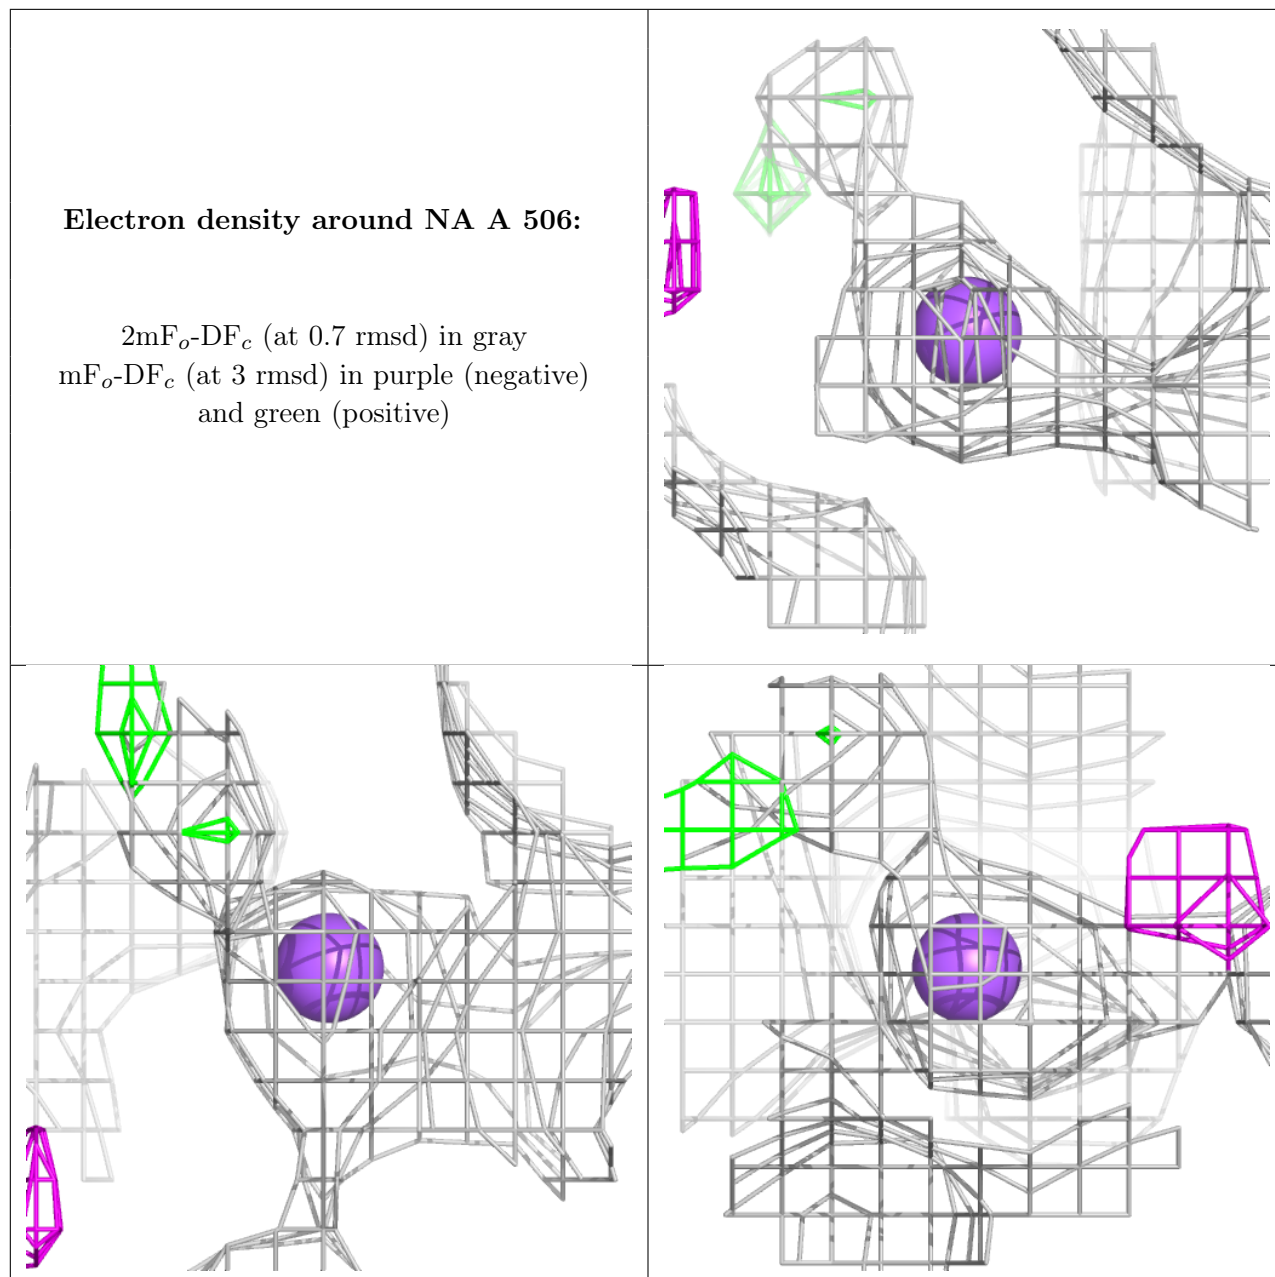 Electron density around NA A 506:
2mFo-DFc (at 0.7 rmsd) in gray
mFo-DFc (at 3 rmsd) in purple (negative)
and green (positive)